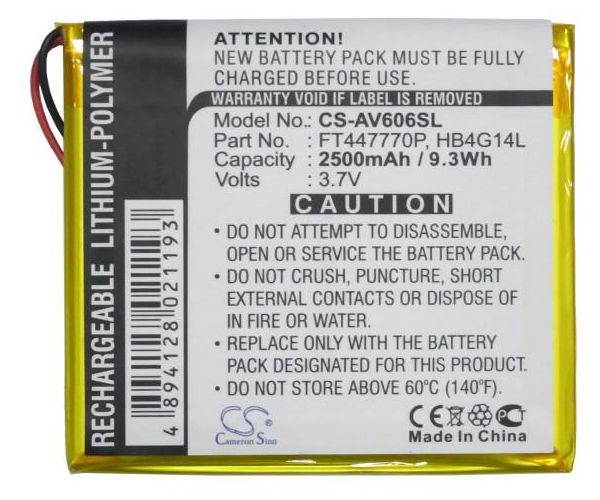 ATTENTION!
NEW BATTERY PACK MUST BE FULLY
CHARGED BEFORE USE.
WARRANTY VOID IF LABEL REMOVED
Model No.: CS-AV606SL
Part No. : FT447770P, HB4G14L
Capacity : 2500mAh / 9.3Wh
Volts : 3.7V
CAUTION
• DO NOT ATTEMPT TO DISASSEMBLE,
OPEN OR SERVICE THE BATTERY PACK.
• DO NOT CRUSH, PUNCTURE, SHORT
EXTERNAL CONTACTS OR DISPOSE OF
IN FIRE OR WATER.
• REPLACE ONLY WITH THE BATTERY
PACK DESIGNATED FOR THIS PRODUCT.
• DO NOT STORE ABOVE 60°C (140°F).
CS
Cameron Sino
CE PCT
Made In China
RECHARGEABLE LITHIUM-POLYMER
4 894128 021193